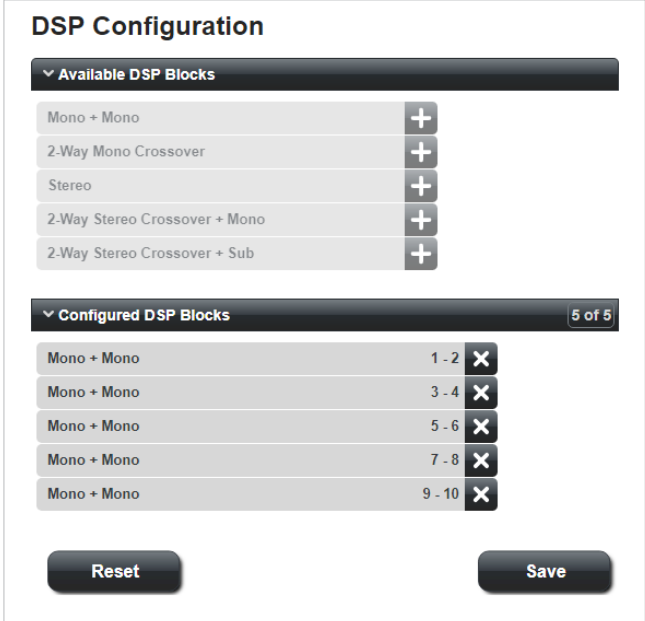 DSP Configuration
Available DSP Blocks
Mono + Mono
2-Way Mono Crossover
Stereo
2-Way Stereo Crossover + Mono
2-Way Stereo Crossover + Sub
Configured DSP Blocks 5 of 5
Mono + Mono 1 - 2
Mono + Mono 3 - 4
Mono + Mono 5 - 6
Mono + Mono 7 - 8
Mono + Mono 9 - 10
Reset Save